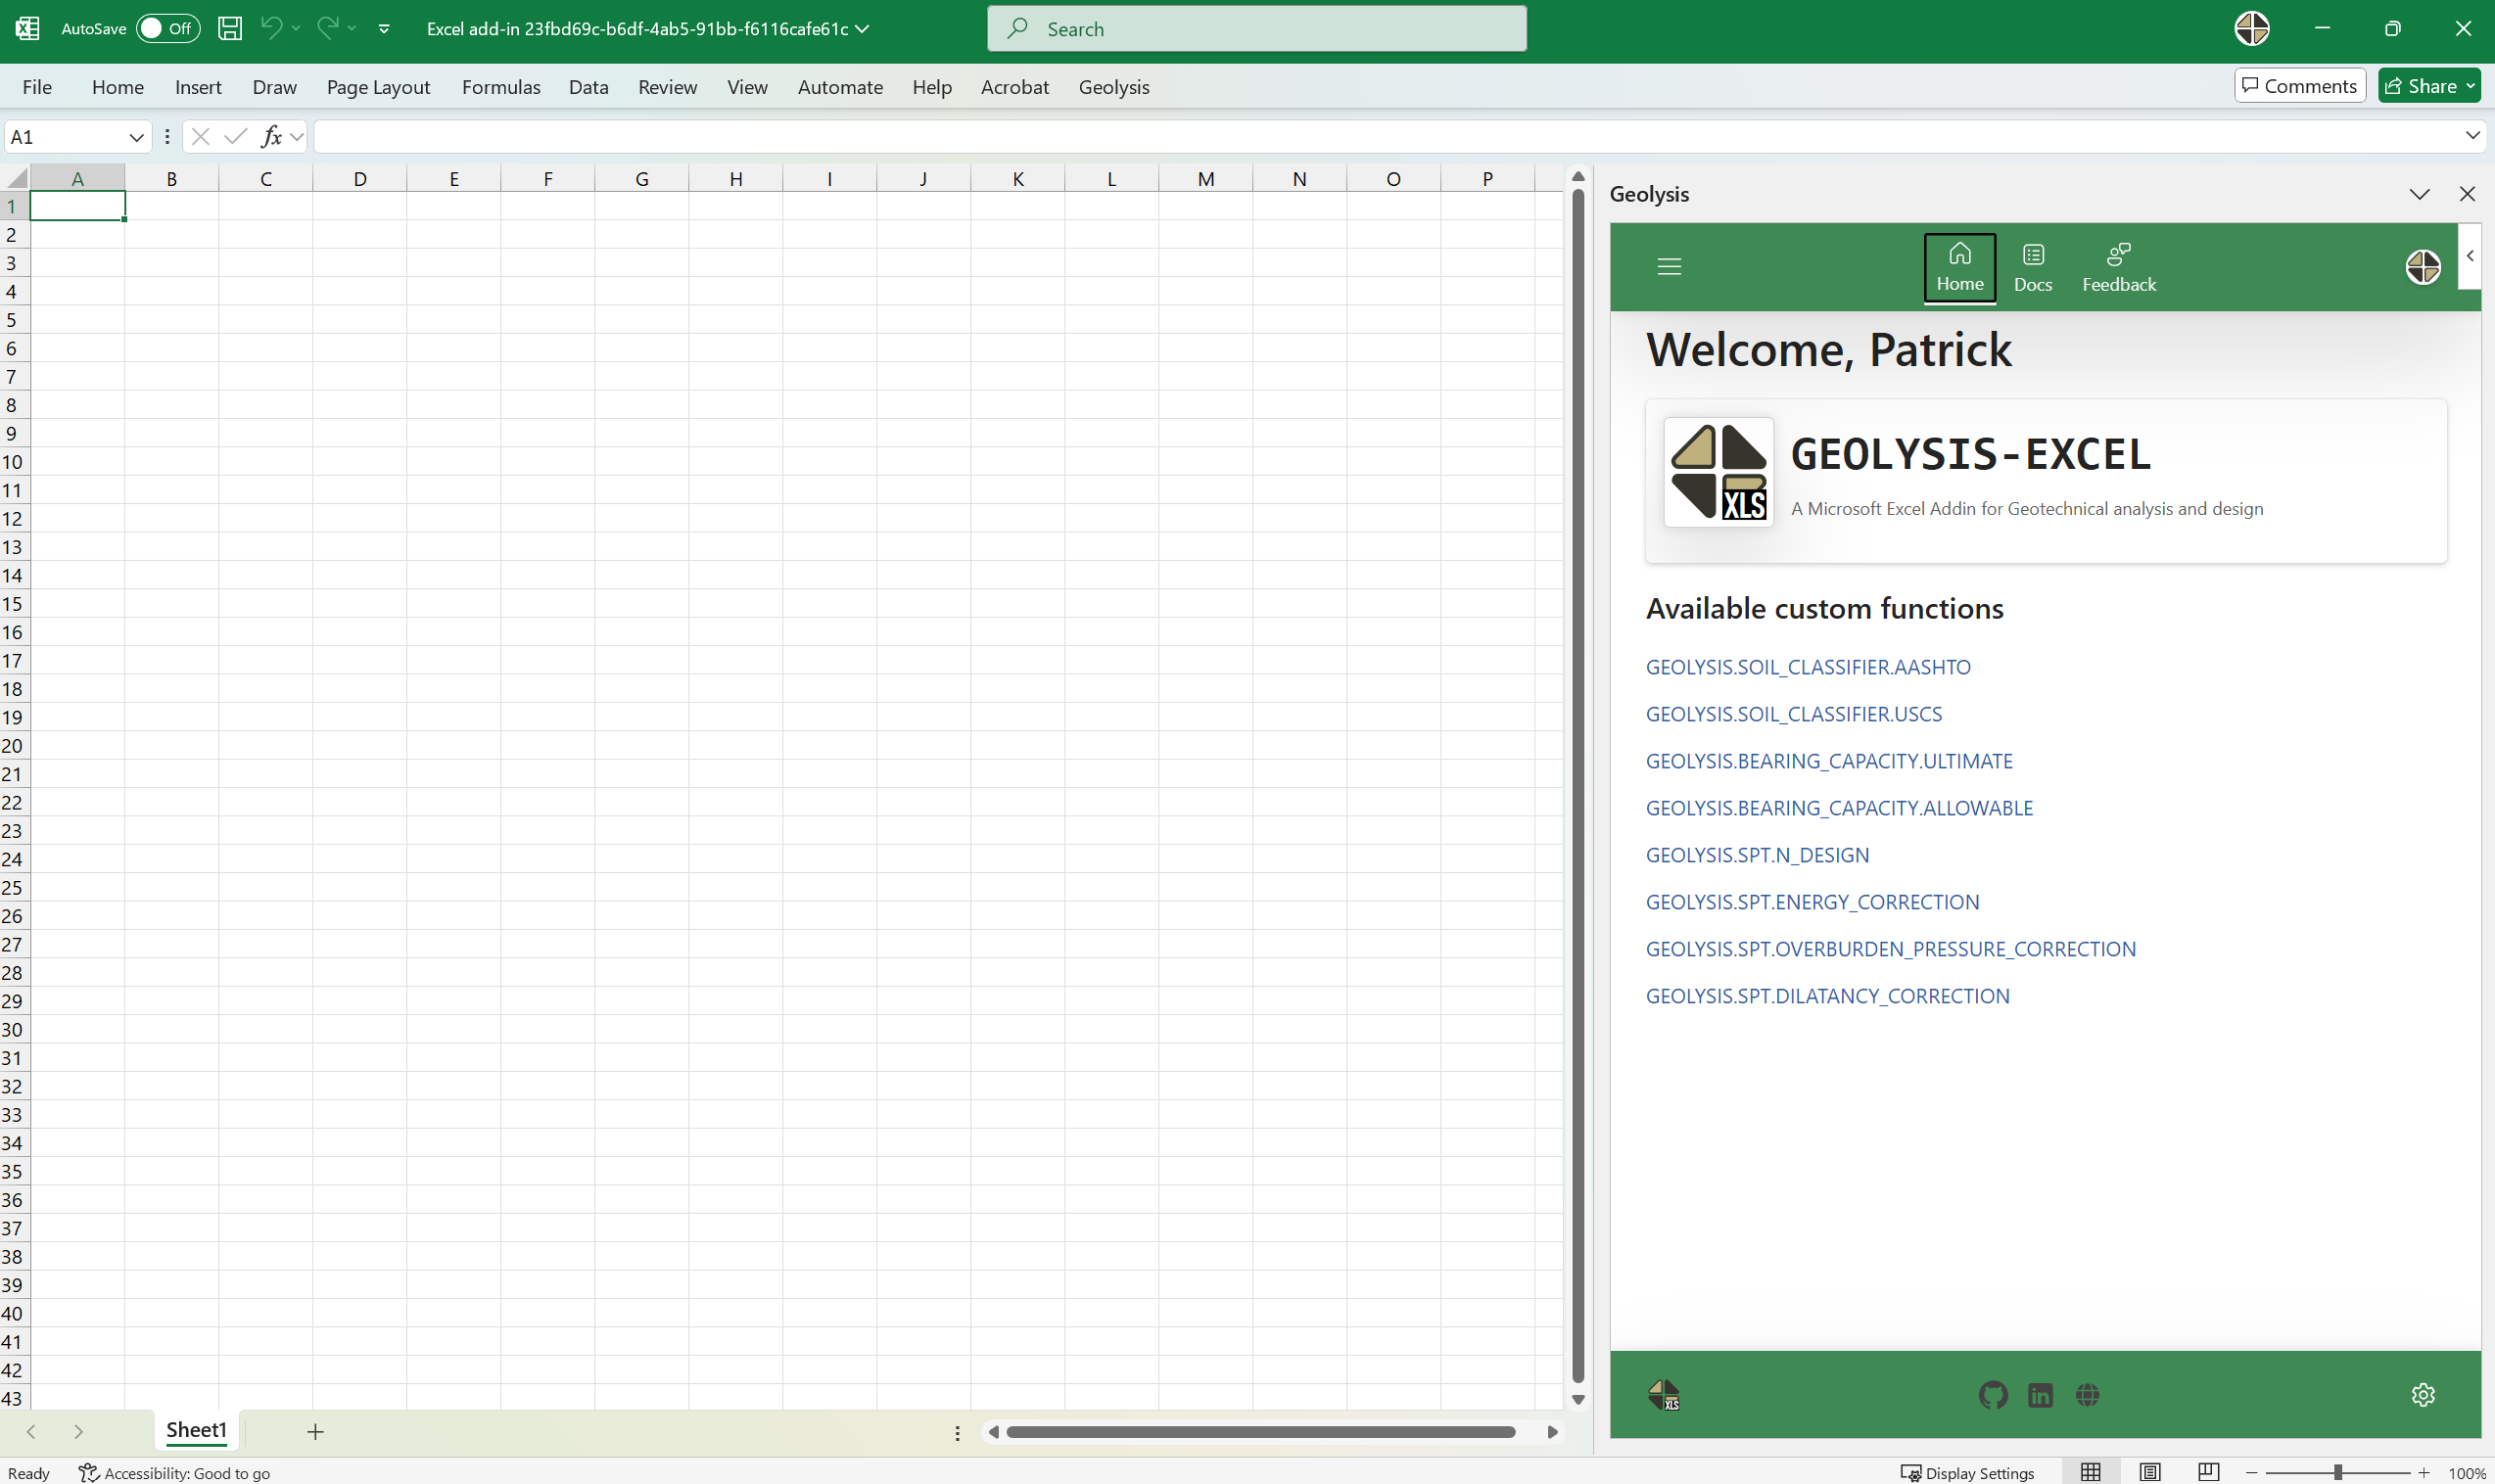 AutoSave Off Excel add-in 23fbd69c-b6df-4ab5-91bb-f6116cafe61c Search
File Home Insert Draw Page Layout Formulas Data Review View Automate Help Acrobat Geolysis Comments Share
A1 fx
A B C D E F G H I J K L M N O P
1
2
3
4
5
6
7
8
9
10
11
12
13
14
15
16
17
18
19
20
21
22
23
24
25
26
27
28
29
30
31
32
33
34
35
36
37
38
39
40
41
42
43
Geolysis
Home Docs Feedback
Welcome, Patrick
XLS
GEOLYSIS-EXCEL
A Microsoft Excel Addin for Geotechnical analysis and design
Available custom functions
GEOLYSIS.SOIL_CLASSIFIER.AASHTO
GEOLYSIS.SOIL_CLASSIFIER.USCS
GEOLYSIS.BEARING_CAPACITY.ULTIMATE
GEOLYSIS.BEARING_CAPACITY.ALLOWABLE
GEOLYSIS.SPT.N_DESIGN
GEOLYSIS.SPT.ENERGY_CORRECTION
GEOLYSIS.SPT.OVERBURDEN_PRESSURE_CORRECTION
GEOLYSIS.SPT.DILATANCY_CORRECTION
XLS in
Sheet1
Ready Accessibility: Good to go Display Settings 100%